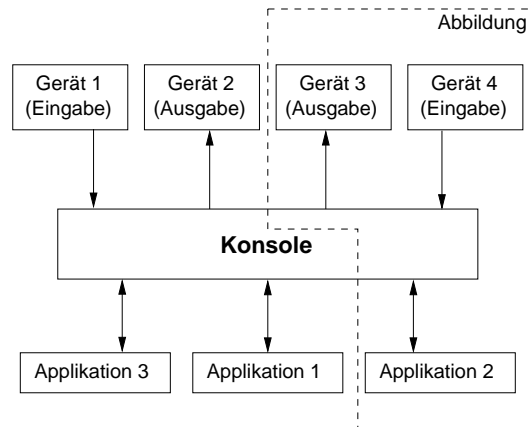 Abbildung
Gerät 1
(Eingabe)
Gerät 2
(Ausgabe)
Gerät 3
(Ausgabe)
Gerät 4
(Eingabe)
Konsole
Applikation 3
Applikation 1
Applikation 2